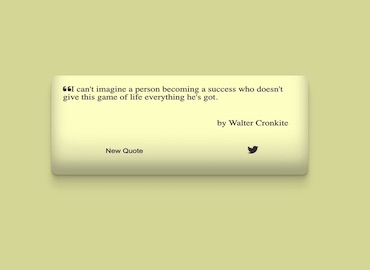 ❝I can't imagine a person becoming a success who doesn't
give this game of life everything he's got.
by Walter Cronkite
New Quote